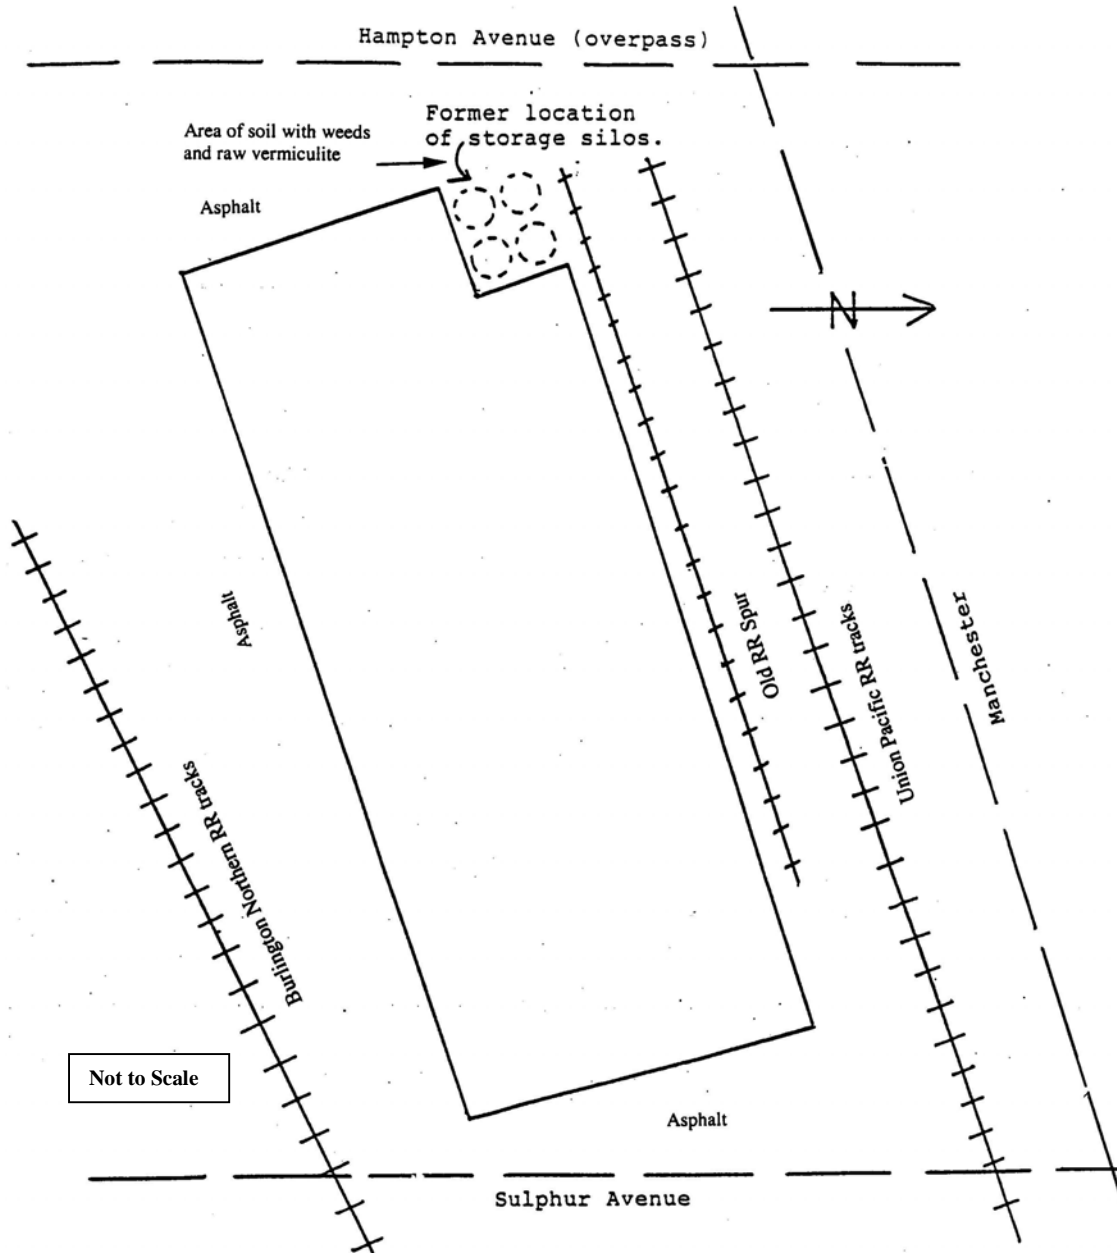 Hampton Avenue (overpass)
Former location
of storage silos.
Area of soil with weeds
and raw vermiculite
Asphalt
N
Asphalt
Old RR Spur
Union Pacific RR tracks
Manchester
Burlington Northern RR tracks
Not to Scale
Asphalt
Sulphur Avenue